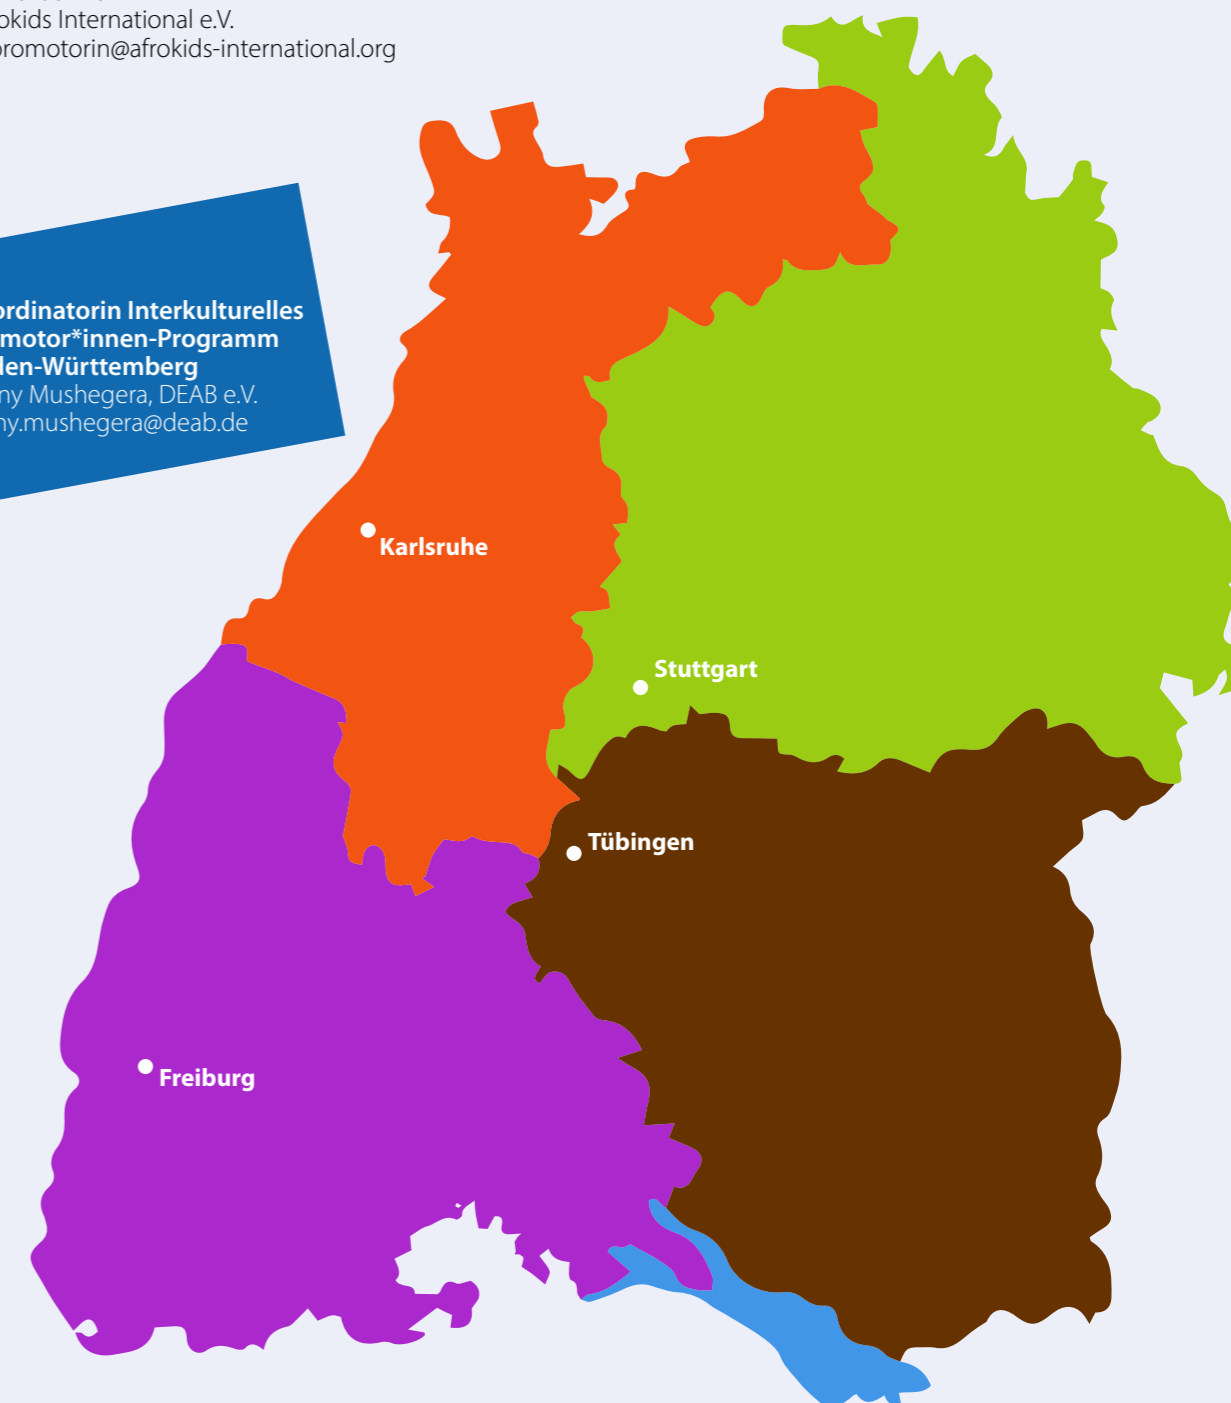 okids International e.V.
promotorin@afrokids-international.org
ordinatorin Interkulturelles
motor*innen-Programm
den-Württemberg
ny Mushegera, DEAB e.V.
ny.mushegera@deab.de
Karlsruhe
Stuttgart
Tübingen
Freiburg